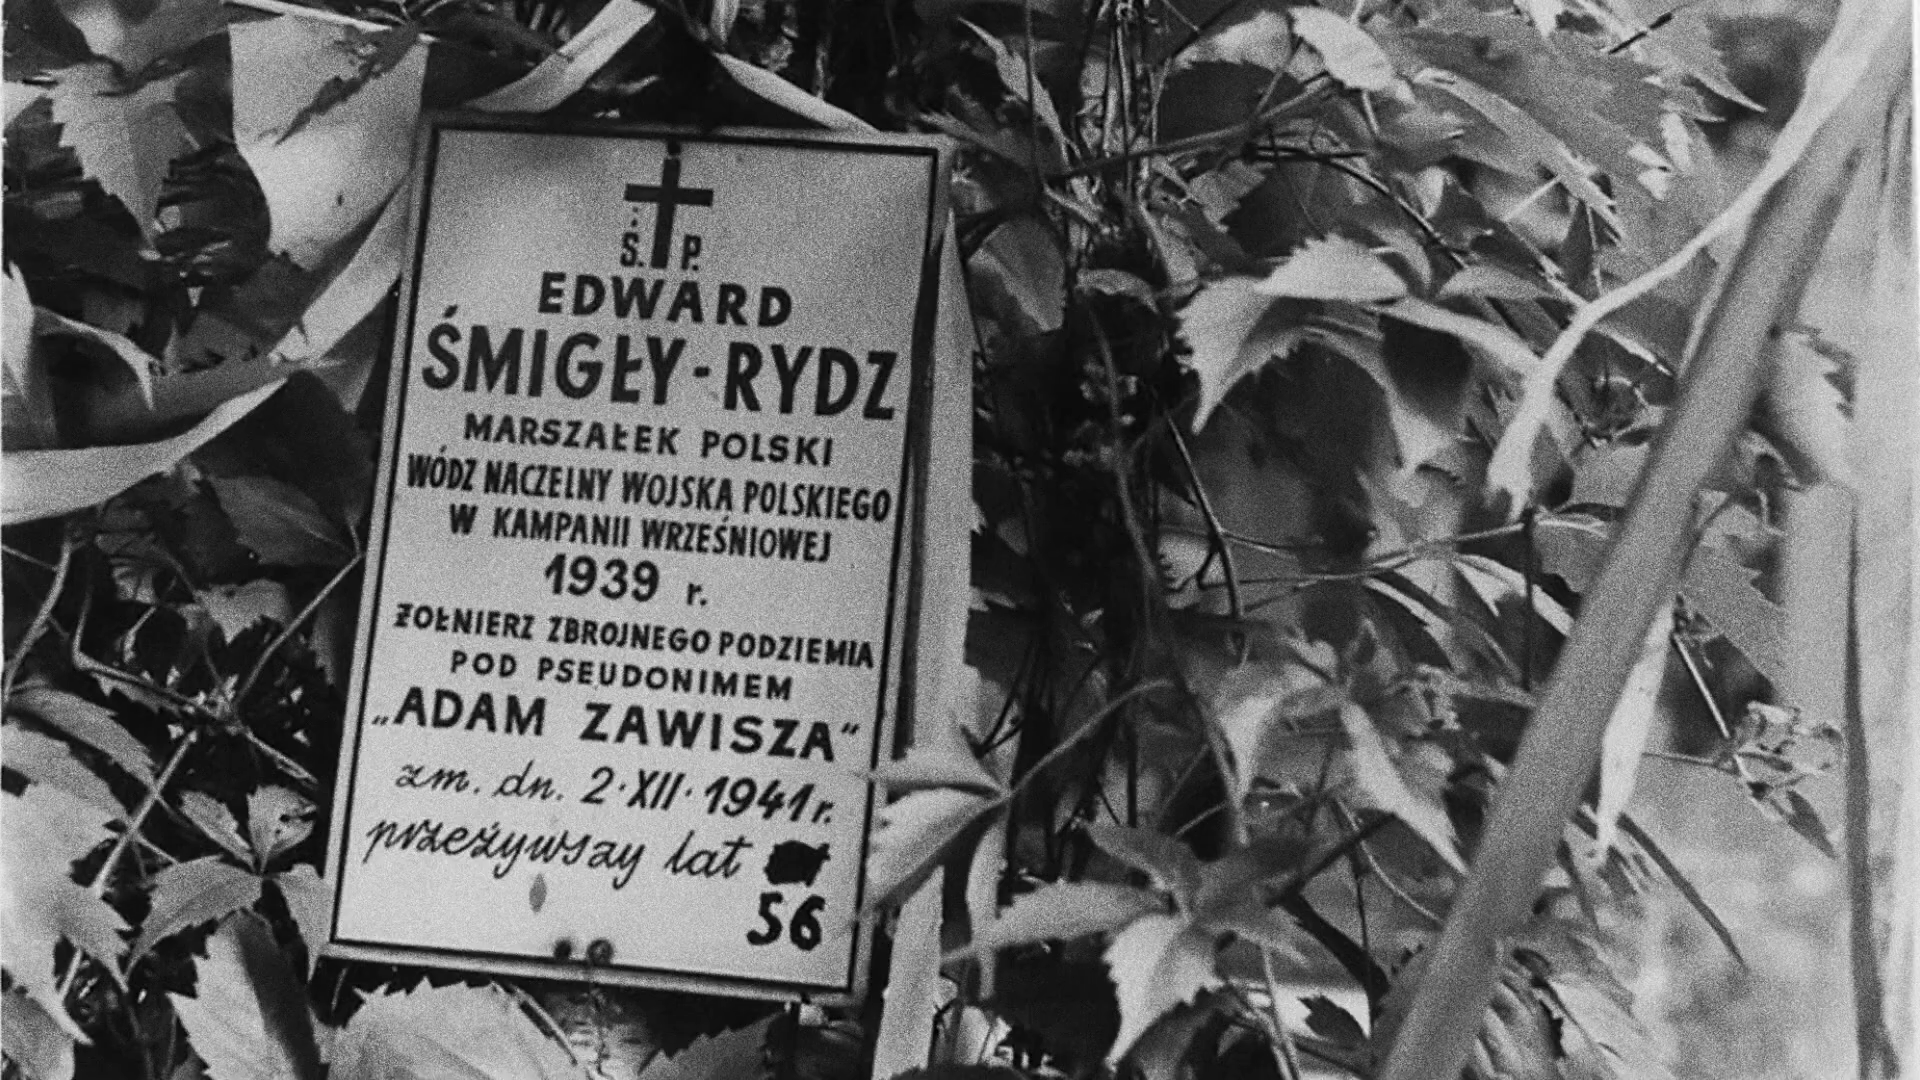 Ś. P.
EDWARD
ŚMIGŁY-RYDZ
MARSZAŁEK POLSKI
WÓDZ NACZELNY WOJSKA POLSKIEGO
W KAMPANII WRZEŚNIOWEJ
1939 r.
ŻOŁNIERZ ZBROJNEGO PODZIEMIA
POD PSEUDONIMEM
„ADAM ZAWISZA"
zm. dn. 2·XII·1941 r.
przeżywszy lat
56